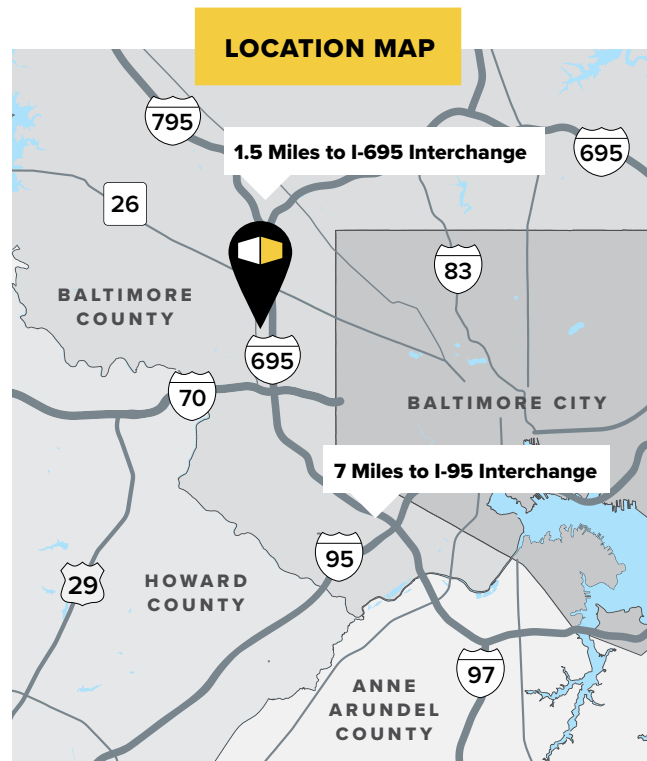 LOCATION MAP
795
1.5 Miles to I-695 Interchange
695
26
83
BALTIMORE
COUNTY
695
70
BALTIMORE CITY
7 Miles to I-95 Interchange
95
29
HOWARD
COUNTY
97
ANNE
ARUNDEL
COUNTY